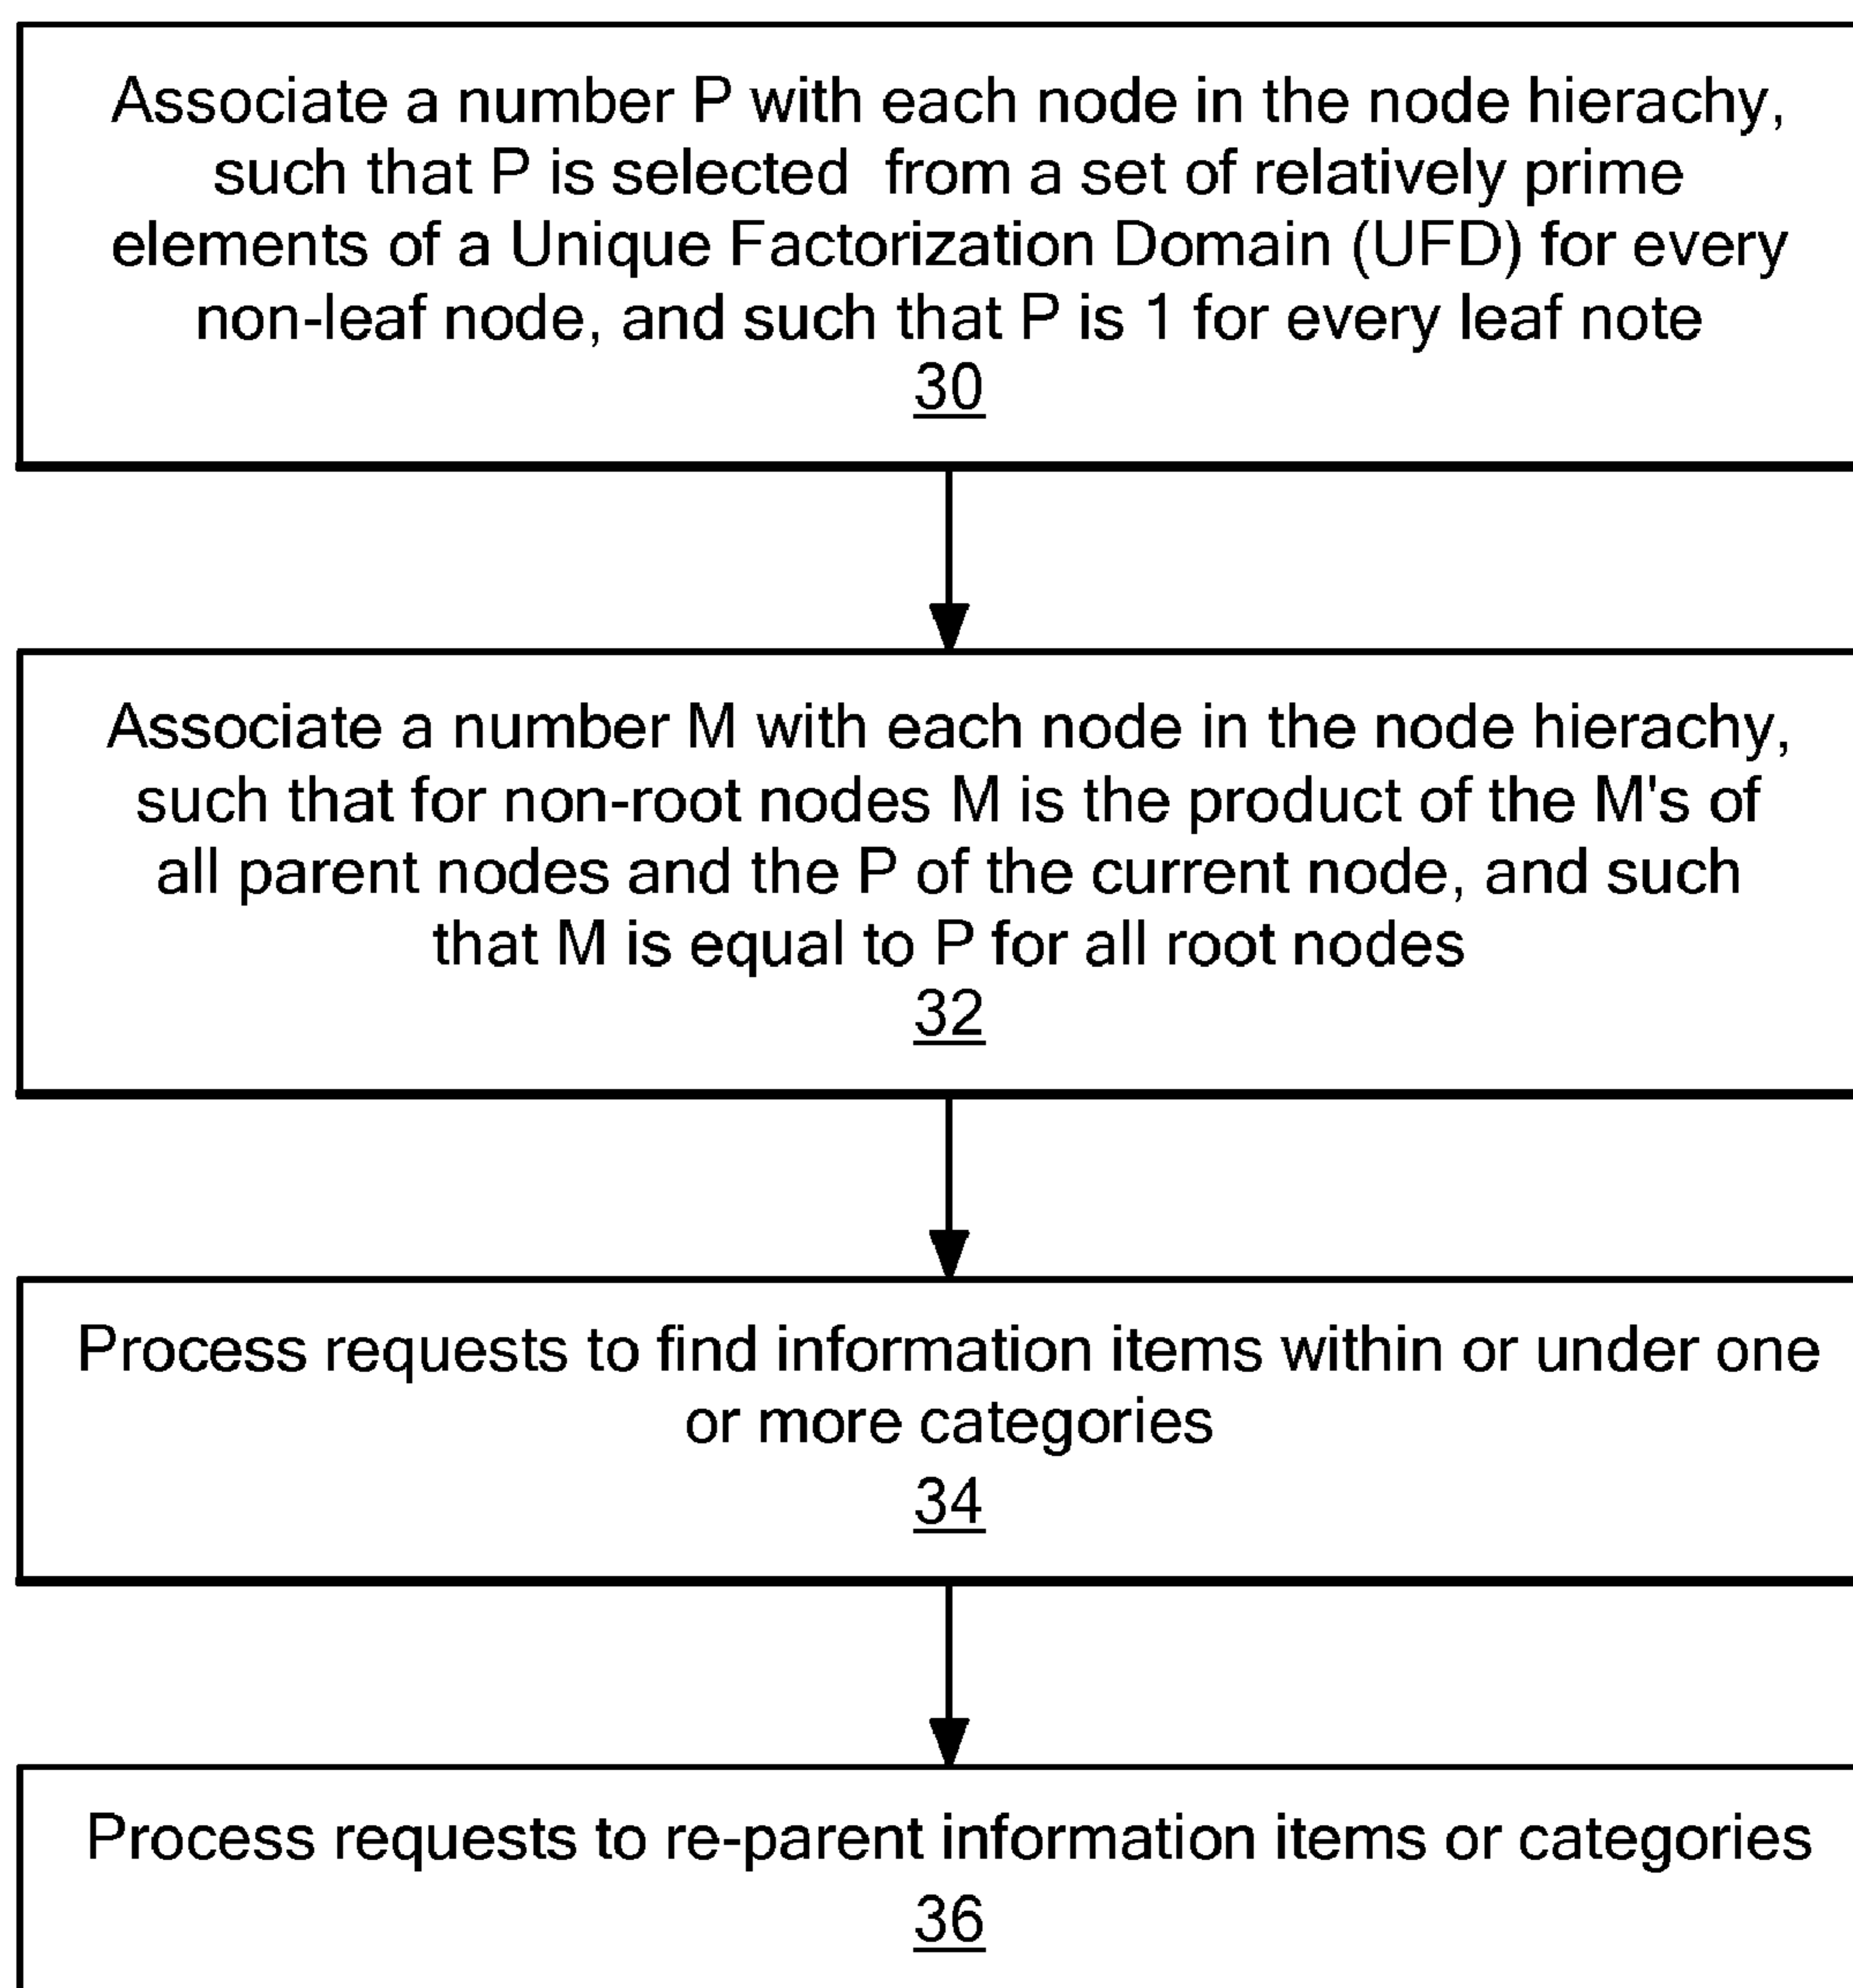 Associate a number P with each node in the node hierachy,
such that P is selected from a set of relatively prime
elements of a Unique Factorization Domain (UFD) for every
non-leaf node, and such that P is 1 for every leaf note
30
Associate a number M with each node in the node hierachy,
such that for non-root nodes M is the product of the M's of
all parent nodes and the P of the current node, and such
that M is equal to P for all root nodes
32
Process requests to find information items within or under one
or more categories
34
Process requests to re-parent information items or categories
36